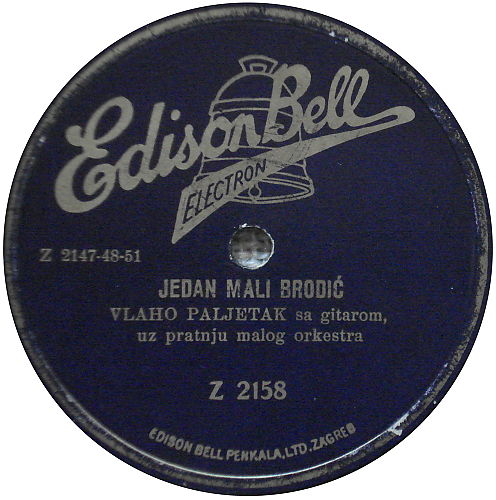 Edison Bell
ELECTRON
Z 2147-48-51
JEDAN MALI BRODIĆ
VLAHO PALJETAK sa gitarom,
uz pratnju malog orkestra
Z 2158
EDISON BELL PENKALA, LTD. ZAGREB